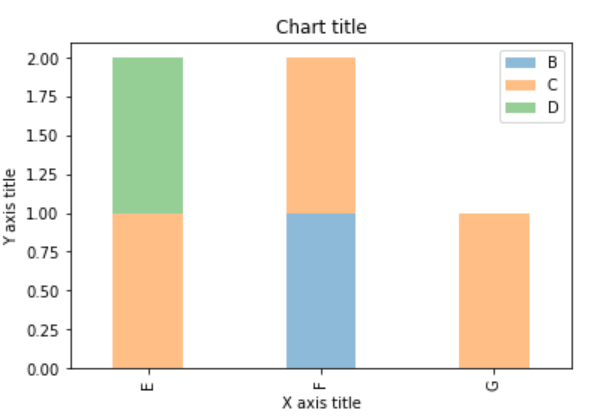 Chart title
B
C
D
2.00
1.75
1.50
1.25
1.00
0.75
0.50
0.25
0.00
Y axis title
E
F
G
X axis title